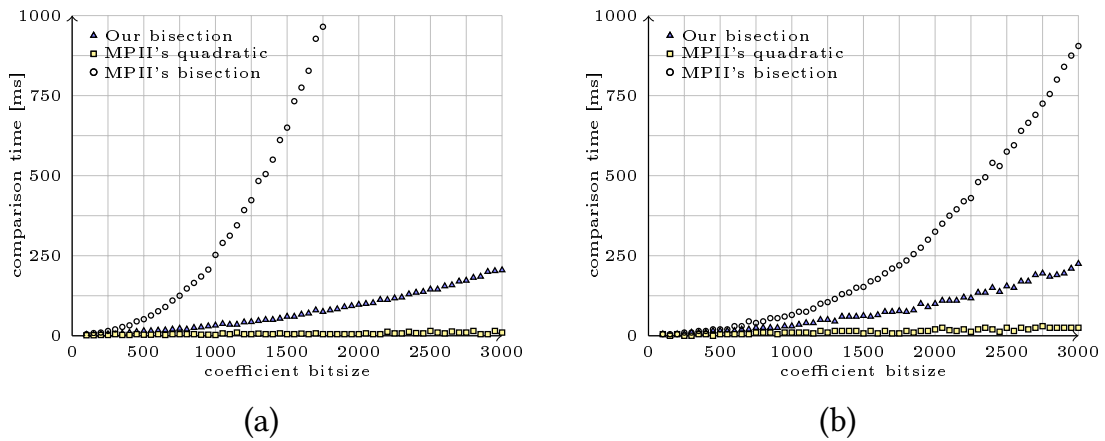 comparison time [ms]
1000
750
500
250
0
Our bisection
MPII's quadratic
MPII's bisection
0 500 1000 1500 2000 2500 3000
coefficient bitsize
(a)
comparison time [ms]
1000
750
500
250
0
Our bisection
MPII's quadratic
MPII's bisection
0 500 1000 1500 2000 2500 3000
coefficient bitsize
(b)